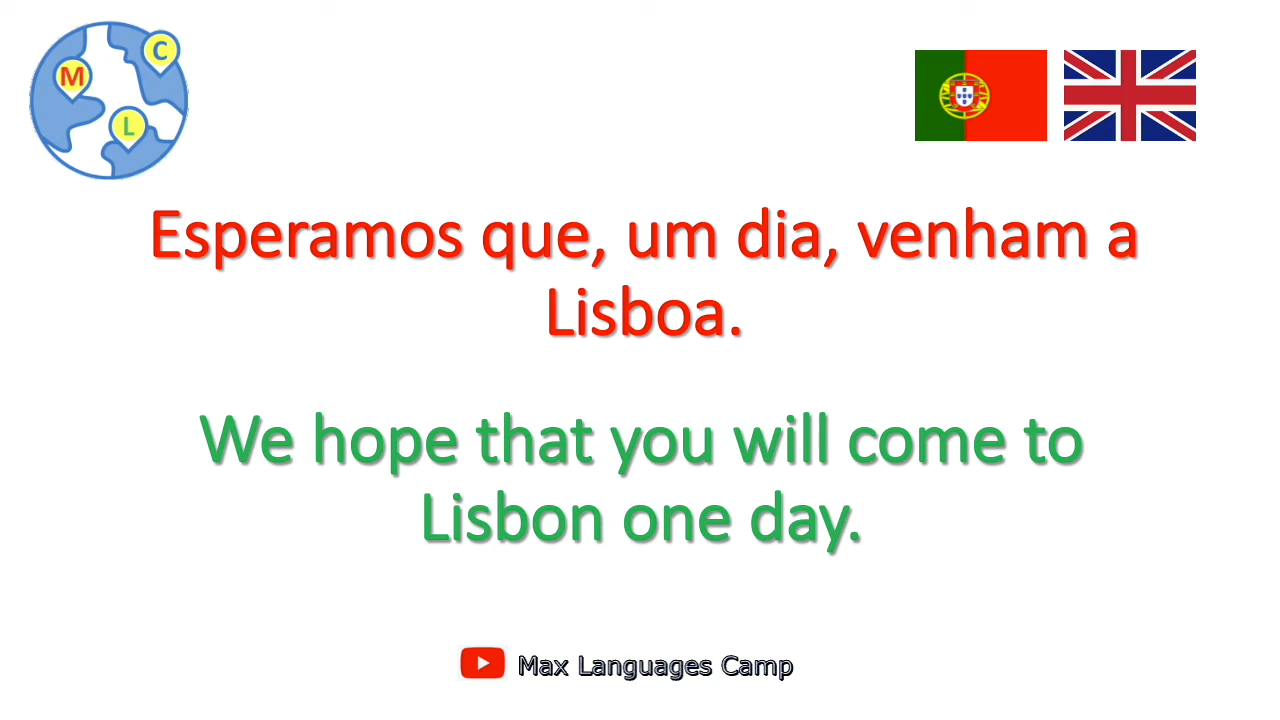 C
M
L
Esperamos que, um dia, venham a
Lisboa.
We hope that you will come to
Lisbon one day.
Max Languages Camp